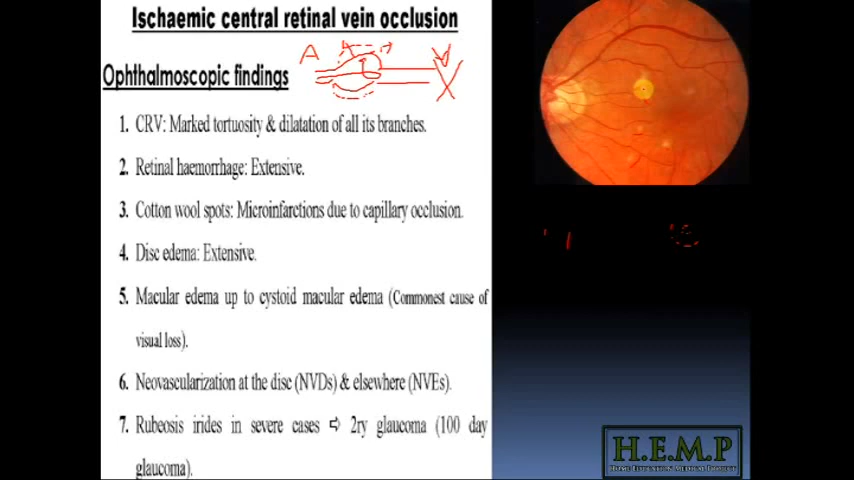 Ischaemic central retinal vein occlusion
A A
Ophthalmoscopic findings
1. CRV: Marked tortuosity & dilatation of all its branches.
2. Retinal haemorrhage: Extensive.
3. Cotton wool spots: Microinfarctions due to capillary occlusion.
4. Disc edema: Extensive.
5. Macular edema up to cystoid macular edema (Commonest cause of
visual loss).
6. Neovascularization at the disc (NVDs) & elsewhere (NVEs).
7. Rubeosis irides in severe cases ⇨ 2ry glaucoma (100 day
glaucoma).
H.E.M.P